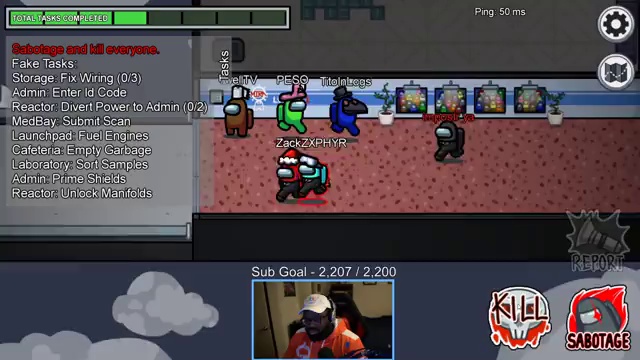 TOTAL TASKS COMPLETED
Ping: 50 ms
Sabotage and kill everyone.
Fake Tasks:
Storage: Fix Wiring (0/3)
Admin: Enter Id Code
Reactor: Divert Power to Admin (0/2)
MedBay: Submit Scan
Launchpad: Fuel Engines
Cafeteria: Empty Garbage
Laboratory: Sort Samples
Admin: Prime Shields
Reactor: Unlock Manifolds
Tasks
PESO
ZackZXPHYR
REPORT
Sub Goal - 2,207 / 2,200
KILL
SABOTAGE